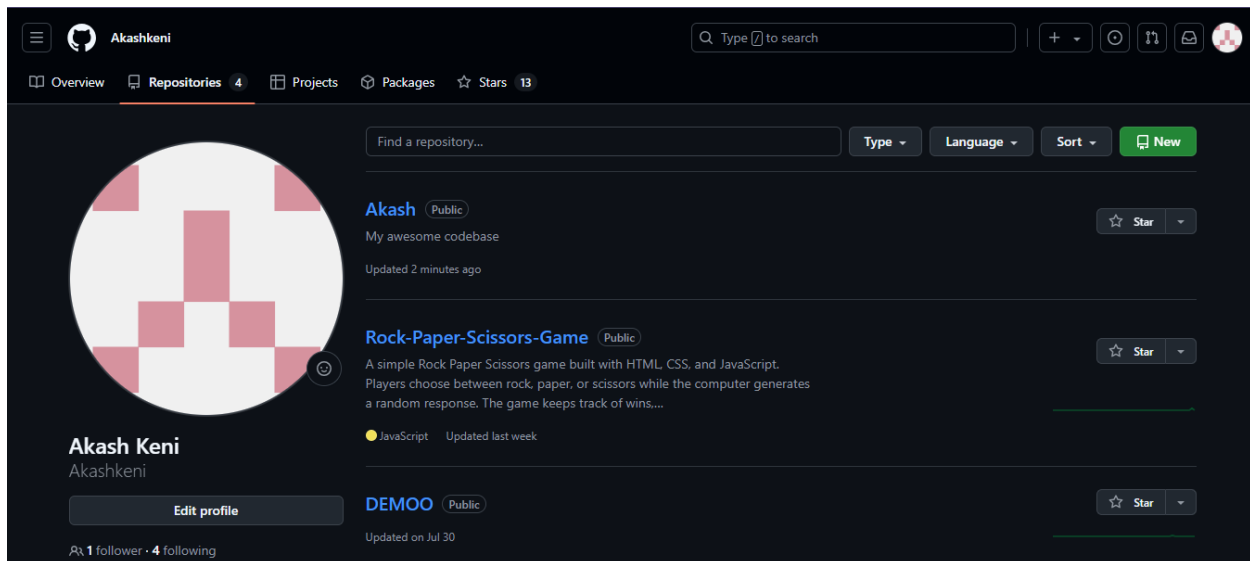 Akashkeni
Type / to search
Overview Repositories 4 Projects Packages Stars 13
Find a repository...
Type Language Sort New
Akash Public
Star
My awesome codebase
Updated 2 minutes ago
Rock-Paper-Scissors-Game Public
Star
A simple Rock Paper Scissors game built with HTML, CSS, and JavaScript.
Players choose between rock, paper, or scissors while the computer generates
a random response. The game keeps track of wins,...
JavaScript Updated last week
DEMOO Public
Star
Updated on Jul 30
Akash Keni
Akashkeni
Edit profile
1 follower · 4 following